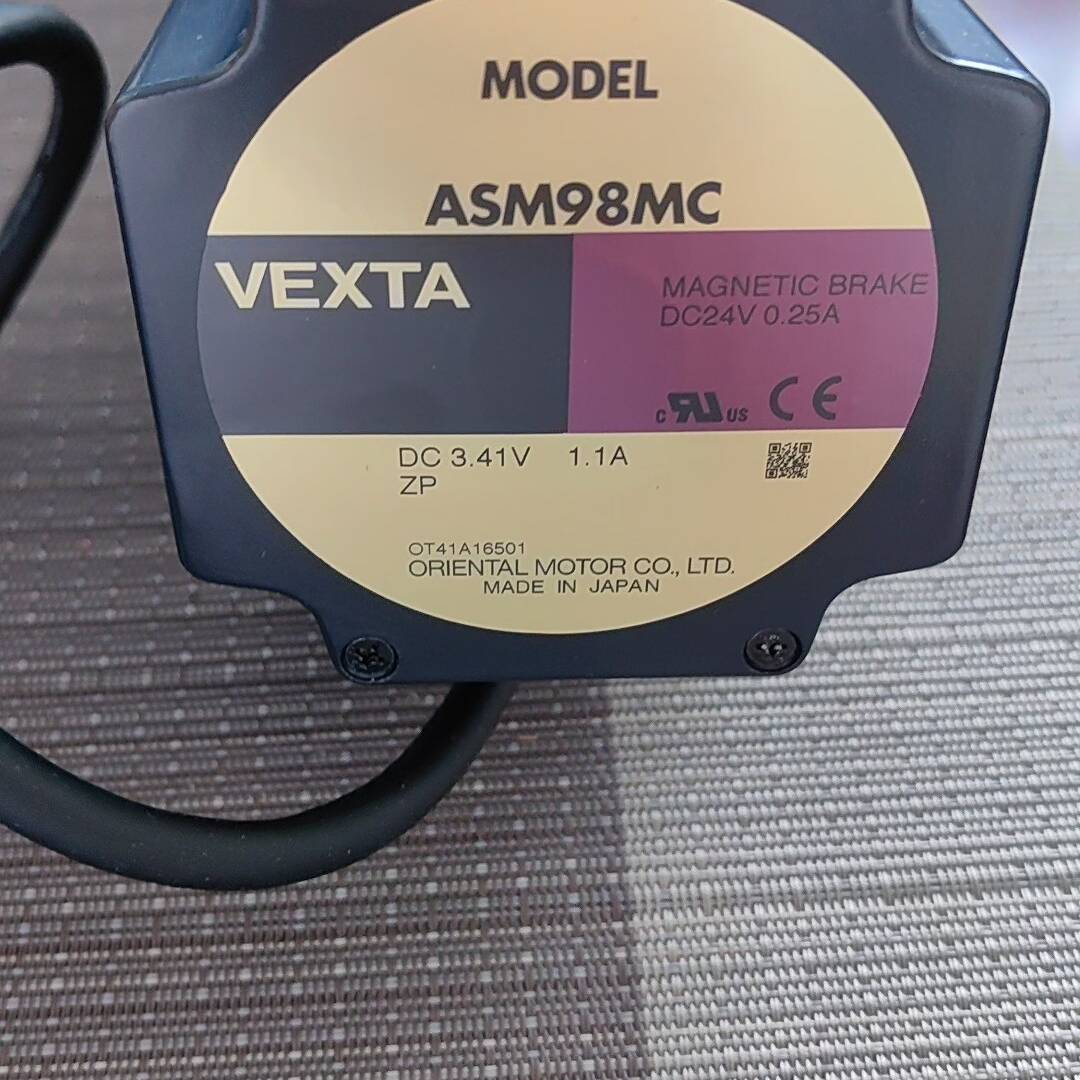 MODEL
ASM98MC
VEXTA
MAGNETIC BRAKE
DC24V 0.25A
c RU US CE
DC 3.41V 1.1A
ZP
OT41A16501
ORIENTAL MOTOR CO., LTD.
MADE IN JAPAN